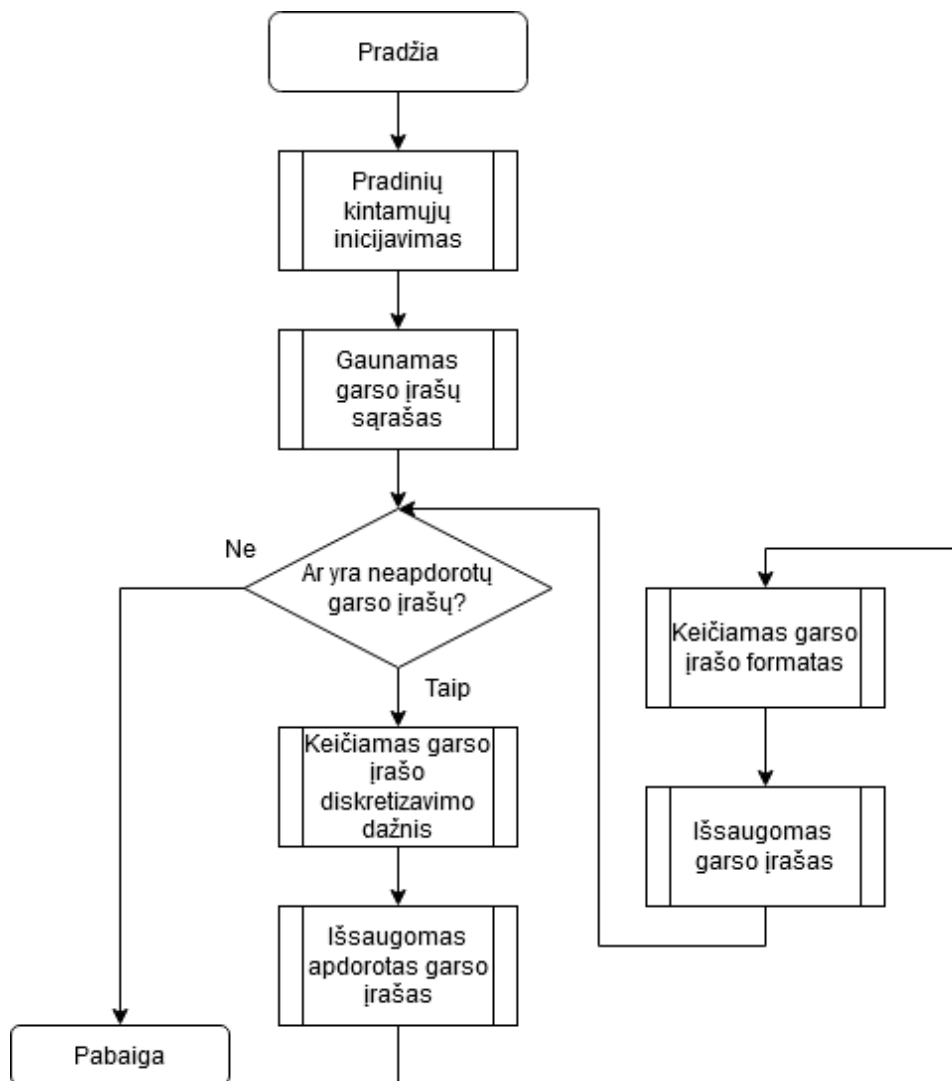 Pradžia
Pradinių
kintamųjų
inicijavimas
Gaunamas
garso įrašų
sąrašas
Ne
Ar yra neapdorotų
garso įrašų?
Taip
Keičiamas garso
įrašo
diskretizavimo
dažnis
Išsaugomas
apdorotas garso
įrašas
Keičiamas garso
įrašo formatas
Išsaugomas
garso įrašas
Pabaiga